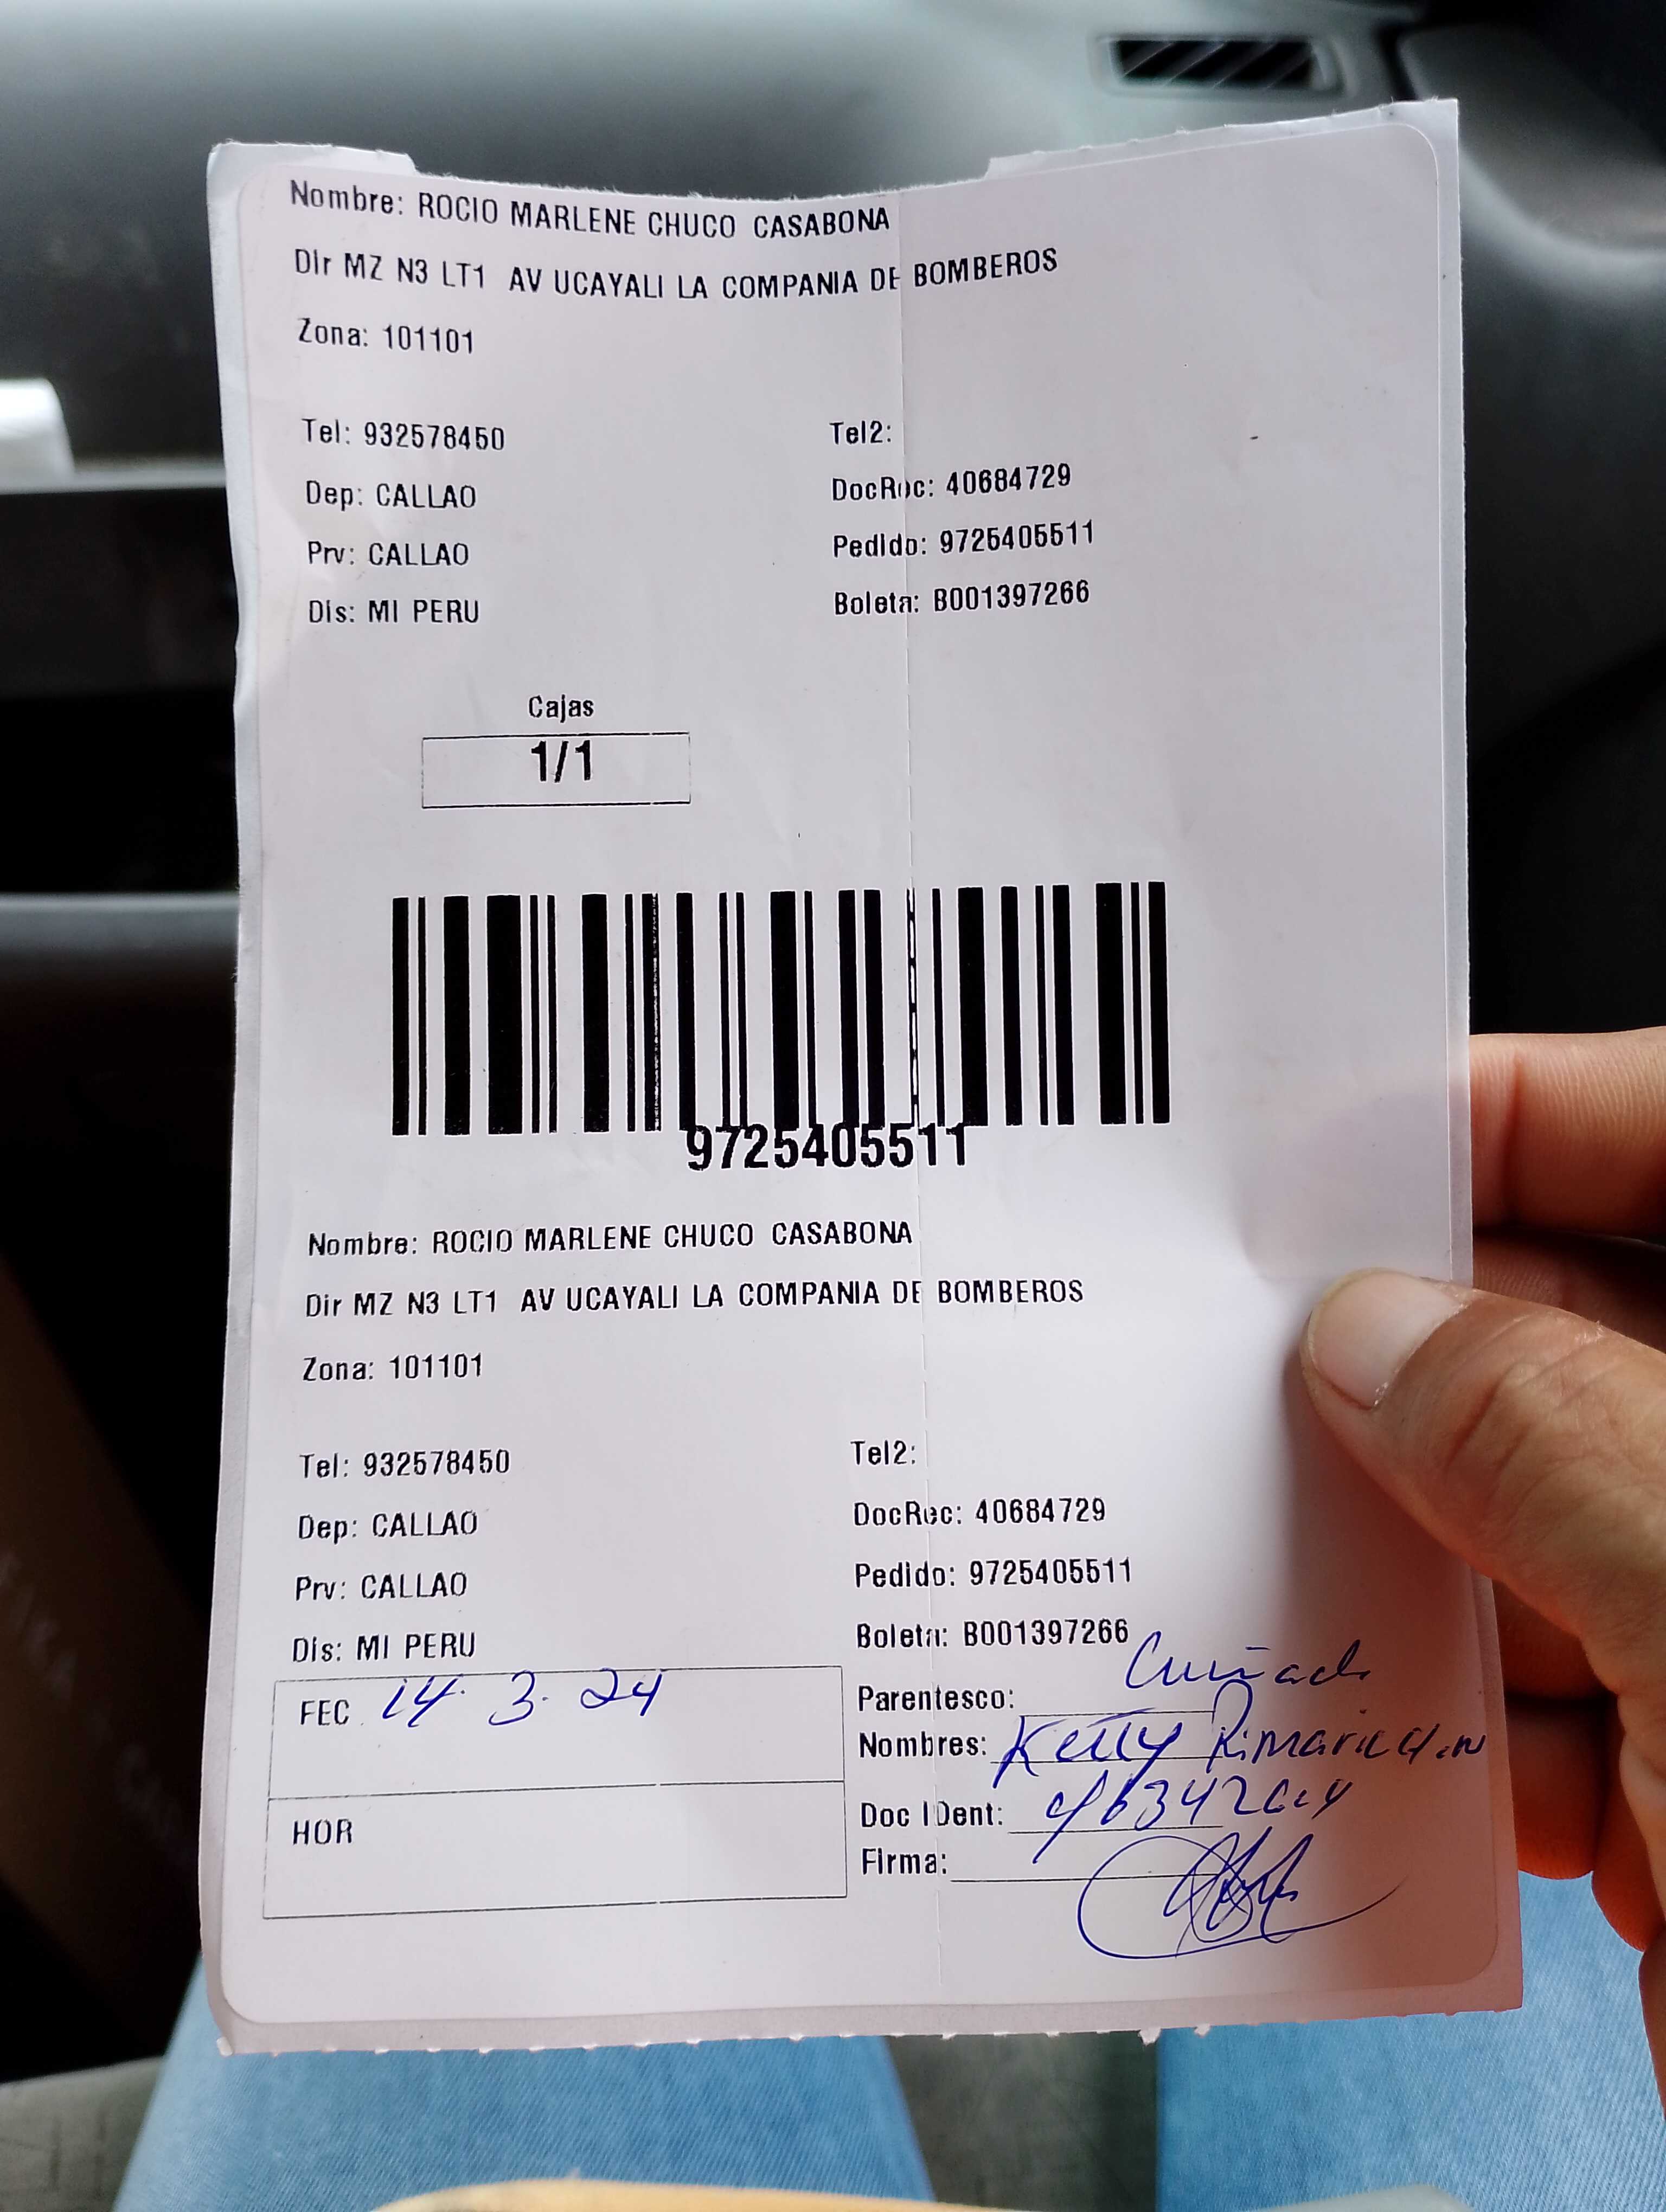 Nombre: ROCIO MARLENE CHUCO CASABONA
Dir MZ N3 LT1 AV UCAYALI LA COMPANIA DE BOMBEROS
Zona: 101101
Tel: 932578450 Tel2:
Dep: CALLAO DocRec: 40684729
Prv: CALLAO Pedido: 9725405511
Dis: MI PERU Boleta: B001397266
Cajas
1/1
9725405511
Nombre: ROCIO MARLENE CHUCO CASABONA
Dir MZ N3 LT1 AV UCAYALI LA COMPANIA DE BOMBEROS
Zona: 101101
Tel: 932578450 Tel2:
Dep: CALLAO DocRec: 40684729
Prv: CALLAO Pedido: 9725405511
Dis: MI PERU Boleta: B001397266
FEC 14. 3. 24 Parentesco: Cuñada
Nombres: Ketty
HOR Doc IDent:
Firma: